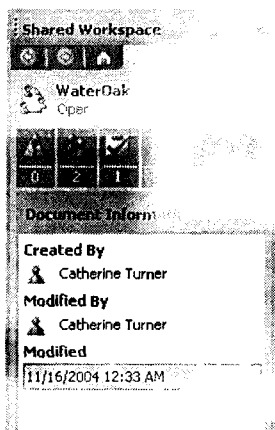 Shared Workspace
WaterOak
Open
0 2 1
Document Inform
Created By
Catherine Turner
Modified By
Catherine Turner
Modified
11/16/2004 12:33 AM